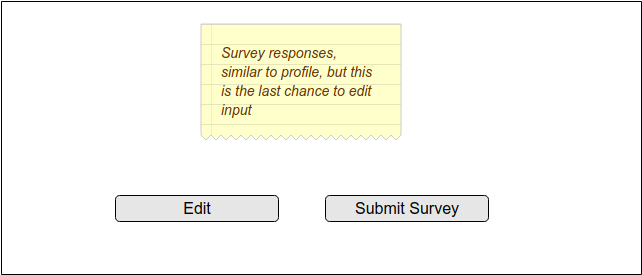 Survey responses,
similar to profile, but this
is the last chance to edit
input
Edit
Submit Survey